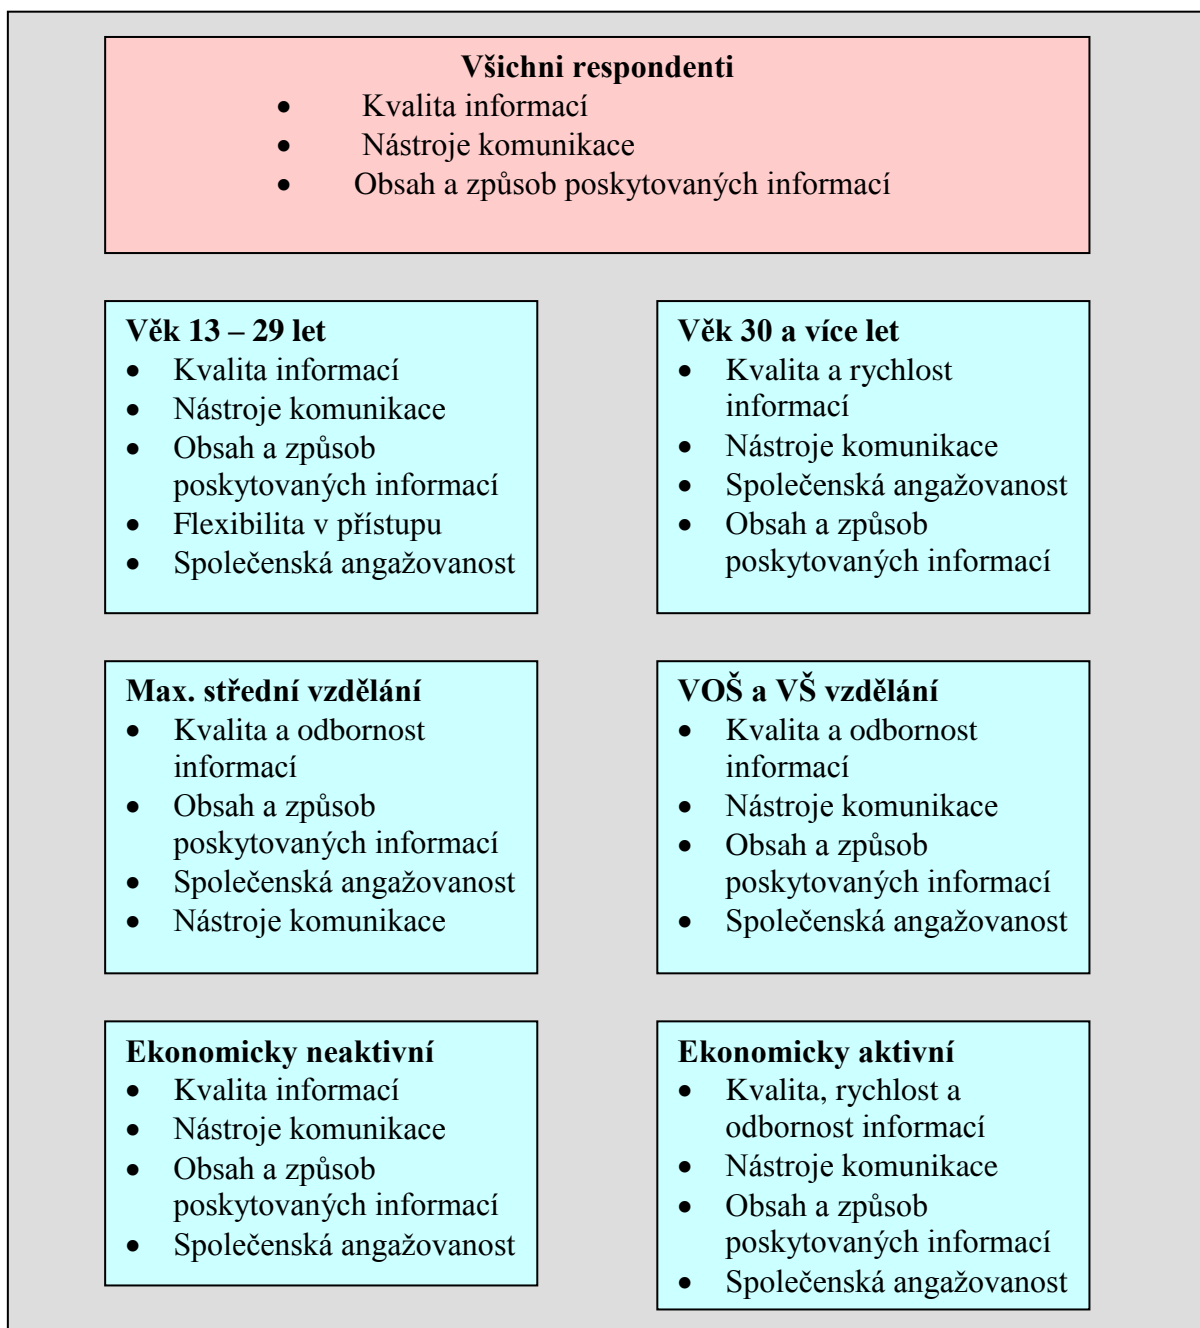 Všichni respondenti
• Kvalita informací
• Nástroje komunikace
• Obsah a způsob poskytovaných informací
Věk 13 – 29 let
• Kvalita informací
• Nástroje komunikace
• Obsah a způsob
poskytovaných informací
• Flexibilita v přístupu
• Společenská angažovanost
Věk 30 a více let
• Kvalita a rychlost
informací
• Nástroje komunikace
• Společenská angažovanost
• Obsah a způsob
poskytovaných informací
Max. střední vzdělání
• Kvalita a odbornost
informací
• Obsah a způsob
poskytovaných informací
• Společenská angažovanost
• Nástroje komunikace
VOŠ a VŠ vzdělání
• Kvalita a odbornost
informací
• Nástroje komunikace
• Obsah a způsob
poskytovaných informací
• Společenská angažovanost
Ekonomicky neaktivní
• Kvalita informací
• Nástroje komunikace
• Obsah a způsob
poskytovaných informací
• Společenská angažovanost
Ekonomicky aktivní
• Kvalita, rychlost a
odbornost informací
• Nástroje komunikace
• Obsah a způsob
poskytovaných informací
• Společenská angažovanost